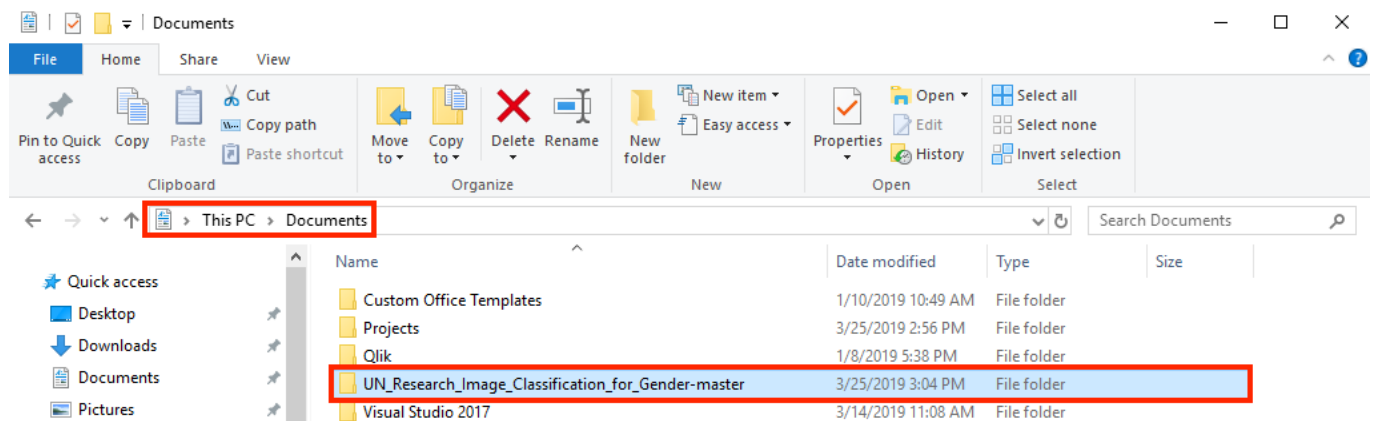 Documents
File Home Share View
Pin to Quick access
Copy
Paste
Cut
Copy path
Paste shortcut
Clipboard
Move to
Copy to
Delete
Rename
Organize
New folder
New item
Easy access
New
Properties
Open
Edit
History
Open
Select all
Select none
Invert selection
Select
This PC > Documents
Search Documents
Quick access
Desktop
Downloads
Documents
Pictures
Name Date modified Type Size
Custom Office Templates 1/10/2019 10:49 AM File folder
Projects 3/25/2019 2:56 PM File folder
Qlik 1/8/2019 5:38 PM File folder
UN_Research_Image_Classification_for_Gender-master 3/25/2019 3:04 PM File folder
Visual Studio 2017 3/14/2019 11:08 AM File folder